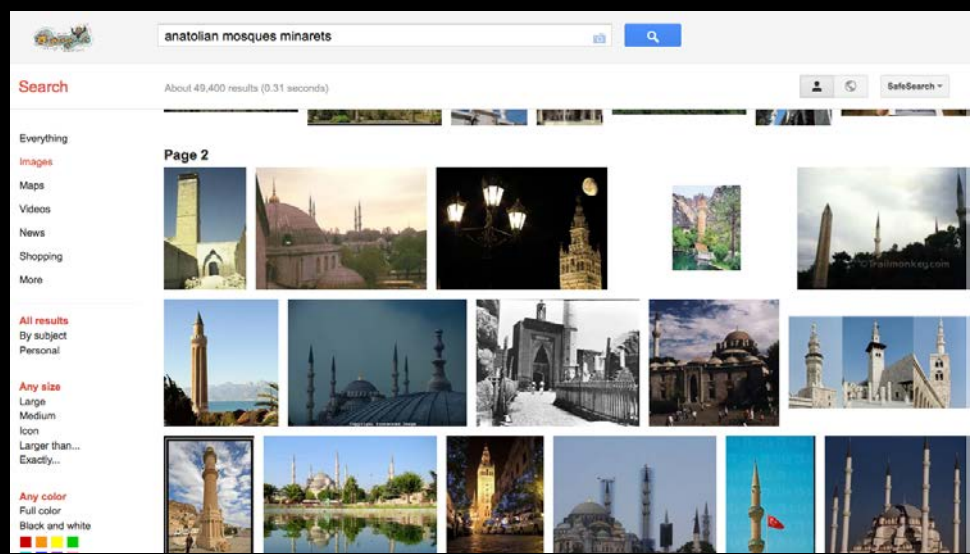 anatolian mosques minarets
Search
About 49,400 results (0.31 seconds)
SafeSearch
Everything
Images
Maps
Videos
News
Shopping
More
All results
By subject
Personal
Any size
Large
Medium
Icon
Larger than...
Exactly...
Any color
Full color
Black and white
Page 2
©Trailmonkey.com